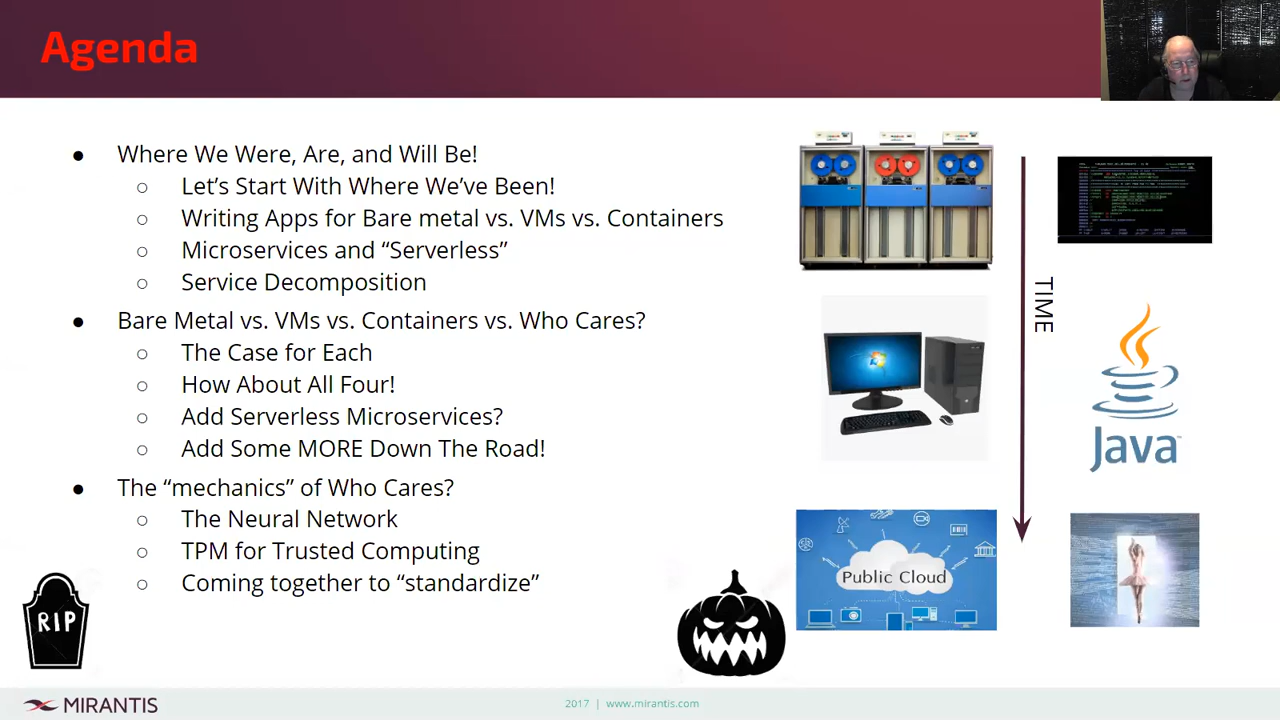 Agenda
● Where We Were, Are, and Will Be!
○ Let’s Start With Where We’ve Been!
○ Writing Apps for Bare Metal vs. VMs vs. Containers
○ Microservices and “Serverless”
○ Service Decomposition
● Bare Metal vs. VMs vs. Containers vs. Who Cares?
○ The Case for Each
○ How About All Four!
○ Add Serverless Microservices?
○ Add Some MORE Down The Road!
● The “mechanics” of Who Cares?
○ The Neural Network
○ TPM for Trusted Computing
○ Coming together to “standardize”
RIP
TIME
Java™
Public Cloud
MIRANTIS
2017 | www.mirantis.com